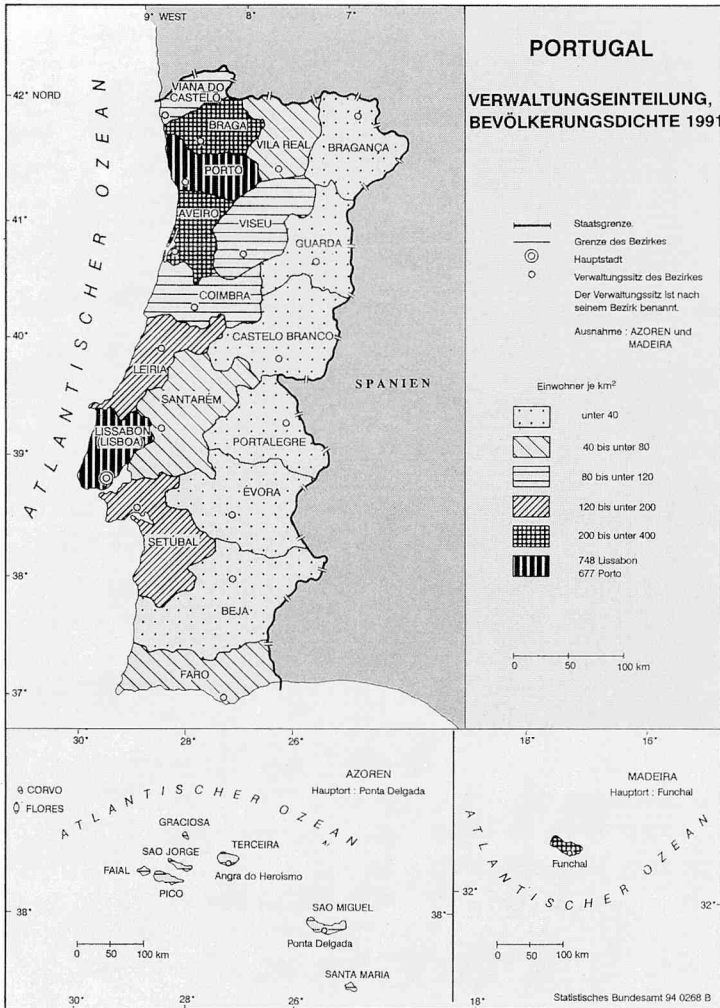 PORTUGAL
VERWALTUNGSEINTEILUNG,
BEVÖLKERUNGSDICHTE 1991
9° WEST
8°
7°
42° NORD
41°
40°
39°
38°
37°
ATLANTISCHER OZEAN
VIANA DO
CASTELO
BRAGA
VILA REAL
BRAGANÇA
PORTO
AVEIRO
VISEU
GUARDA
COIMBRA
CASTELO BRANCO
LEIRIA
SANTARÉM
SPANIEN
LISSABON
(LISBOA)
PORTALEGRE
ÉVORA
SETÚBAL
BEJA
FARO
Staatsgrenze
Grenze des Bezirkes
Hauptstadt
Verwaltungssitz des Bezirkes
Der Verwaltungssitz ist nach
seinem Bezirk benannt.
Ausnahme : AZOREN und
MADEIRA
Einwohner je km²
unter 40
40 bis unter 80
80 bis unter 120
120 bis unter 200
200 bis unter 400
748 Lissabon
677 Porto
0 50 100 km
30°
28°
26°
AZOREN
Hauptort : Ponta Delgada
CORVO
FLORES
ATLANTISCHER OZEAN
GRACIOSA
TERCEIRA
SAO JORGE
FAIAL
Angra do Heroismo
PICO
38°
SAO MIGUEL
38°
Ponta Delgada
0 50 100 km
SANTA MARIA
30°
28°
26°
18°
16°
MADEIRA
Hauptort : Funchal
ATLANTISCHER OZEAN
Funchal
32°
32°
0 50 100 km
18°
Statistisches Bundesamt 94 0268 B